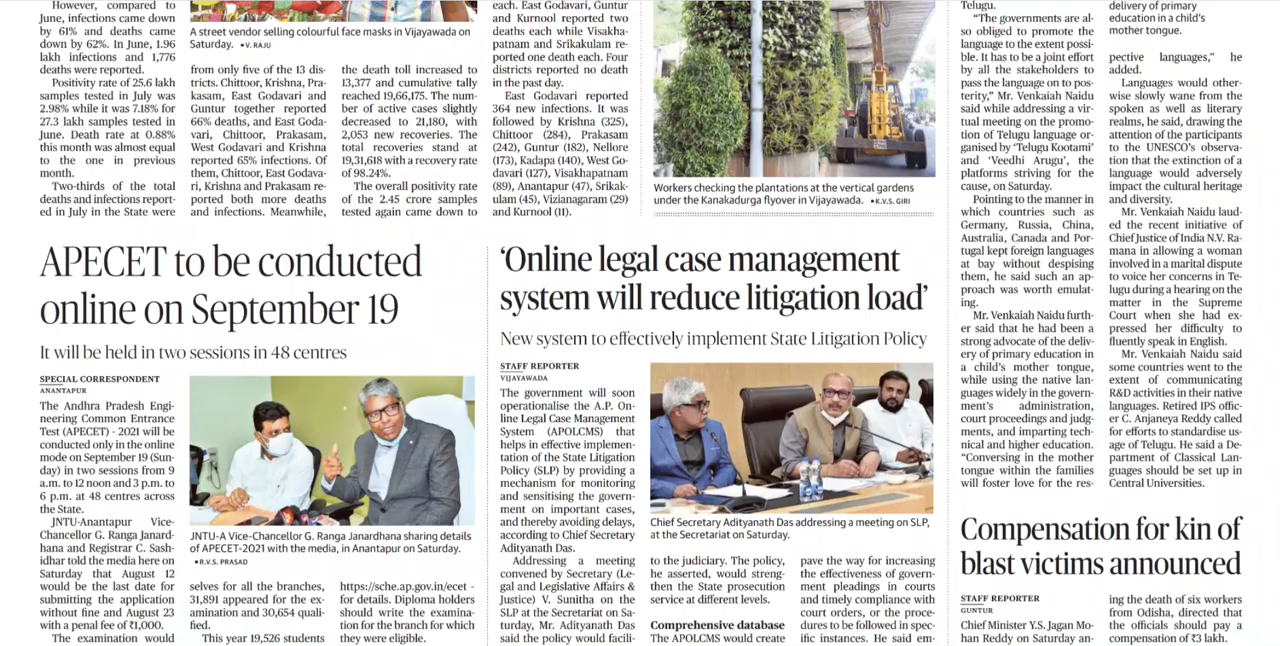 However, compared to
June, infections came down
by 61% and deaths came
down by 62%. In June, 1.96
lakh infections and 1,776
deaths were reported.
Positivity rate of 25.6 lakh
samples tested in July was
2.98% while it was 7.18% for
27.3 lakh samples tested in
June. Death rate at 0.88%
this month was almost equal
to the one in previous
month.
Two-thirds of the total
deaths and infections report-
ed in July in the State were
A street vendor selling colourful face masks in Vijayawada on
Saturday. •V. RAJU
from only five of the 13 dis-
tricts. Chittoor, Krishna, Pra-
kasam, East Godavari and
Guntur together reported
66% deaths, and East Goda-
vari, Chittoor, Prakasam,
West Godavari and Krishna
reported 65% infections. Of
them, Chittoor, East Godava-
ri, Krishna and Prakasam re-
ported both more deaths
and infections. Meanwhile,
the death toll increased to
13,377 and cumulative tally
reached 19,66,175. The num-
ber of active cases slightly
decreased to 21,180, with
2,053 new recoveries. The
total recoveries stand at
19,31,618 with a recovery rate
of 98.24%.
The overall positivity rate
of the 2.45 crore samples
tested again came down to
each. East Godavari, Guntur
and Kurnool reported two
deaths each while Visakha-
patnam and Srikakulam re-
ported one death each. Four
districts reported no death
in the past day.
East Godavari reported
364 new infections. It was
followed by Krishna (325),
Chittoor (284), Prakasam
(242), Guntur (182), Nellore
(173), Kadapa (140), West Go-
davari (127), Visakhapatnam
(89), Anantapur (47), Srikak-
ulam (45), Vizianagaram (29)
and Kurnool (11).
Workers checking the plantations at the vertical gardens
under the Kanakadurga flyover in Vijayawada. •K.V.S. GIRI
Telugu.
“The governments are al-
so obliged to promote the
language to the extent possi-
ble. It has to be a joint effort
by all the stakeholders to
pass the language on to pos-
terity,” Mr. Venkaiah Naidu
said while addressing a vir-
tual meeting on the promo-
tion of Telugu language or-
ganised by ‘Telugu Kootami’
and ‘Veedhi Arugu’, the
platforms striving for the
cause, on Saturday.
Pointing to the manner in
which countries such as
Germany, Russia, China,
Australia, Canada and Por-
tugal kept foreign languages
at bay without despising
them, he said such an ap-
proach was worth emulat-
ing.
Mr. Venkaiah Naidu furth-
er said that he had been a
strong advocate of the deliv-
ery of primary education in
a child’s mother tongue,
while using the native lan-
guages widely in the govern-
ment’s administration,
court proceedings and judg-
ments, and imparting tech-
nical and higher education.
“Conversing in the mother
tongue within the families
will foster love for the res-
delivery of primary
education in a child's
mother tongue.
pective languages,” he
added.
Languages would other-
wise slowly wane from the
spoken as well as literary
realms, he said, drawing the
attention of the participants
to the UNESCO’s observa-
tion that the extinction of a
language would adversely
impact the cultural heritage
and diversity.
Mr. Venkaiah Naidu laud-
ed the recent initiative of
Chief Justice of India N.V. Ra-
mana in allowing a woman
involved in a marital dispute
to voice her concerns in Te-
lugu during a hearing on the
matter in the Supreme
Court when she had ex-
pressed her difficulty to
fluently speak in English.
Mr. Venkaiah Naidu said
some countries went to the
extent of communicating
R&D activities in their native
languages. Retired IPS offic-
er C. Anjaneya Reddy called
for efforts to standardise us-
age of Telugu. He said a De-
partment of Classical Lan-
guages should be set up in
Central Universities.
APECET to be conducted
online on September 19
It will be held in two sessions in 48 centres
SPECIAL CORRESPONDENT
ANANTAPUR
The Andhra Pradesh Engi-
neering Common Entrance
Test (APECET) - 2021 will be
conducted only in the online
mode on September 19 (Sun-
day) in two sessions from 9
a.m. to 12 noon and 3 p.m. to
6 p.m. at 48 centres across
the State.
JNTU-Anantapur Vice-
Chancellor G. Ranga Janard-
hana and Registrar C. Sash-
idhar told the media here on
Saturday that August 12
would be the last date for
submitting the application
without fine and August 23
with a penal fee of ₹1,000.
The examination would
JNTU-A Vice-Chancellor G. Ranga Janardhana sharing details
of APECET-2021 with the media, in Anantapur on Saturday.
•R.V.S. PRASAD
selves for all the branches,
31,891 appeared for the ex-
amination and 30,654 quali-
fied.
This year 19,526 students
https://sche.ap.gov.in/ecet -
for details. Diploma holders
should write the examina-
tion for the branch for which
they were eligible.
‘Online legal case management
system will reduce litigation load’
New system to effectively implement State Litigation Policy
STAFF REPORTER
VIJAYAWADA
The government will soon
operationalise the A.P. On-
line Legal Case Management
System (APOLCMS) that
helps in effective implemen-
tation of the State Litigation
Policy (SLP) by providing a
mechanism for monitoring
and sensitising the govern-
ment on important cases,
and thereby avoiding delays,
according to Chief Secretary
Adityanath Das.
Addressing a meeting
convened by Secretary (Le-
gal and Legislative Affairs &
Justice) V. Sunitha on the
SLP at the Secretariat on Sa-
turday, Mr. Adityanath Das
said the policy would facili-
Chief Secretary Adityanath Das addressing a meeting on SLP,
at the Secretariat on Saturday.
to the judiciary. The policy,
he asserted, would streng-
then the State prosecution
service at different levels.
Comprehensive database
The APOLCMS would create
pave the way for increasing
the effectiveness of govern-
ment pleadings in courts
and timely compliance with
court orders, or the proce-
dures to be followed in spec-
ific instances. He said em-
Compensation for kin of
blast victims announced
STAFF REPORTER
GUNTUR
Chief Minister Y.S. Jagan Mo-
han Reddy on Saturday an-
ing the death of six workers
from Odisha, directed that
the officials should pay a
compensation of ₹3 lakh.